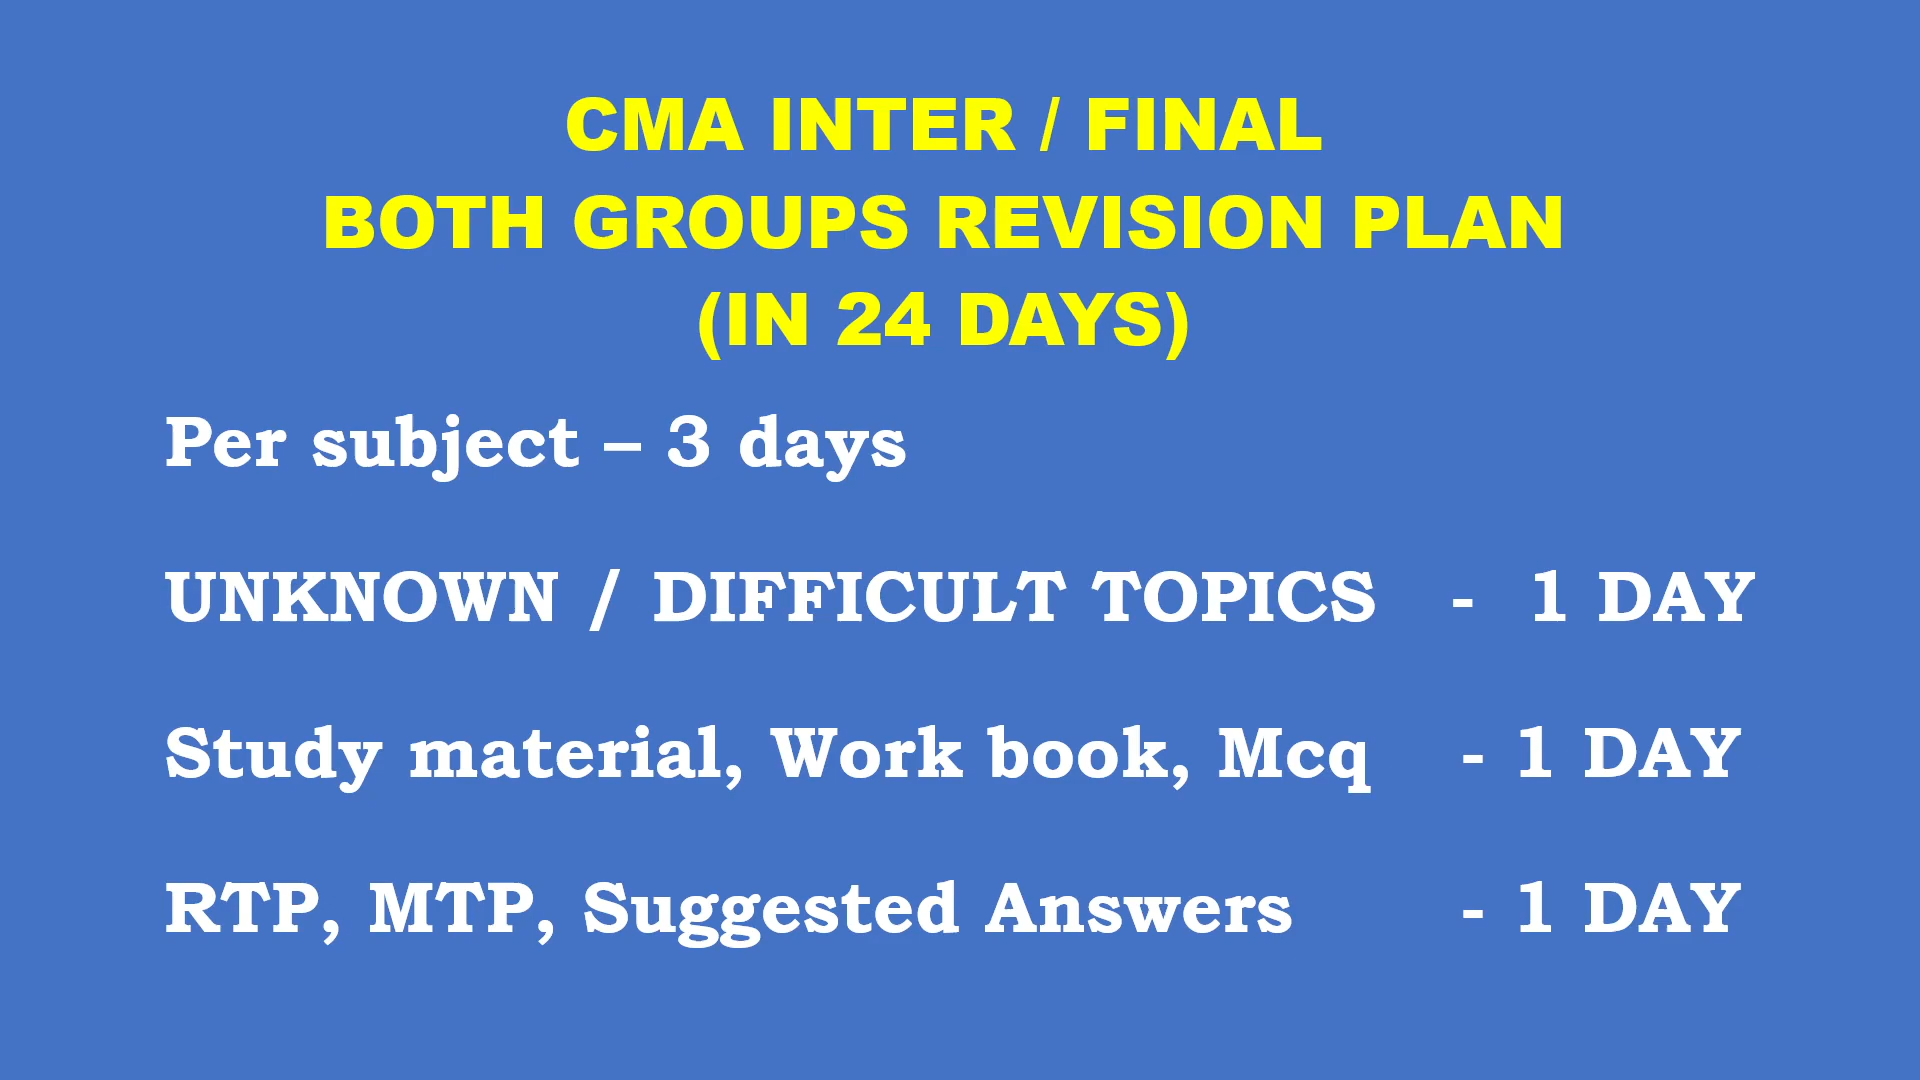 CMA INTER / FINAL
BOTH GROUPS REVISION PLAN
(IN 24 DAYS)
Per subject – 3 days
UNKNOWN / DIFFICULT TOPICS - 1 DAY
Study material, Work book, Mcq - 1 DAY
RTP, MTP, Suggested Answers - 1 DAY